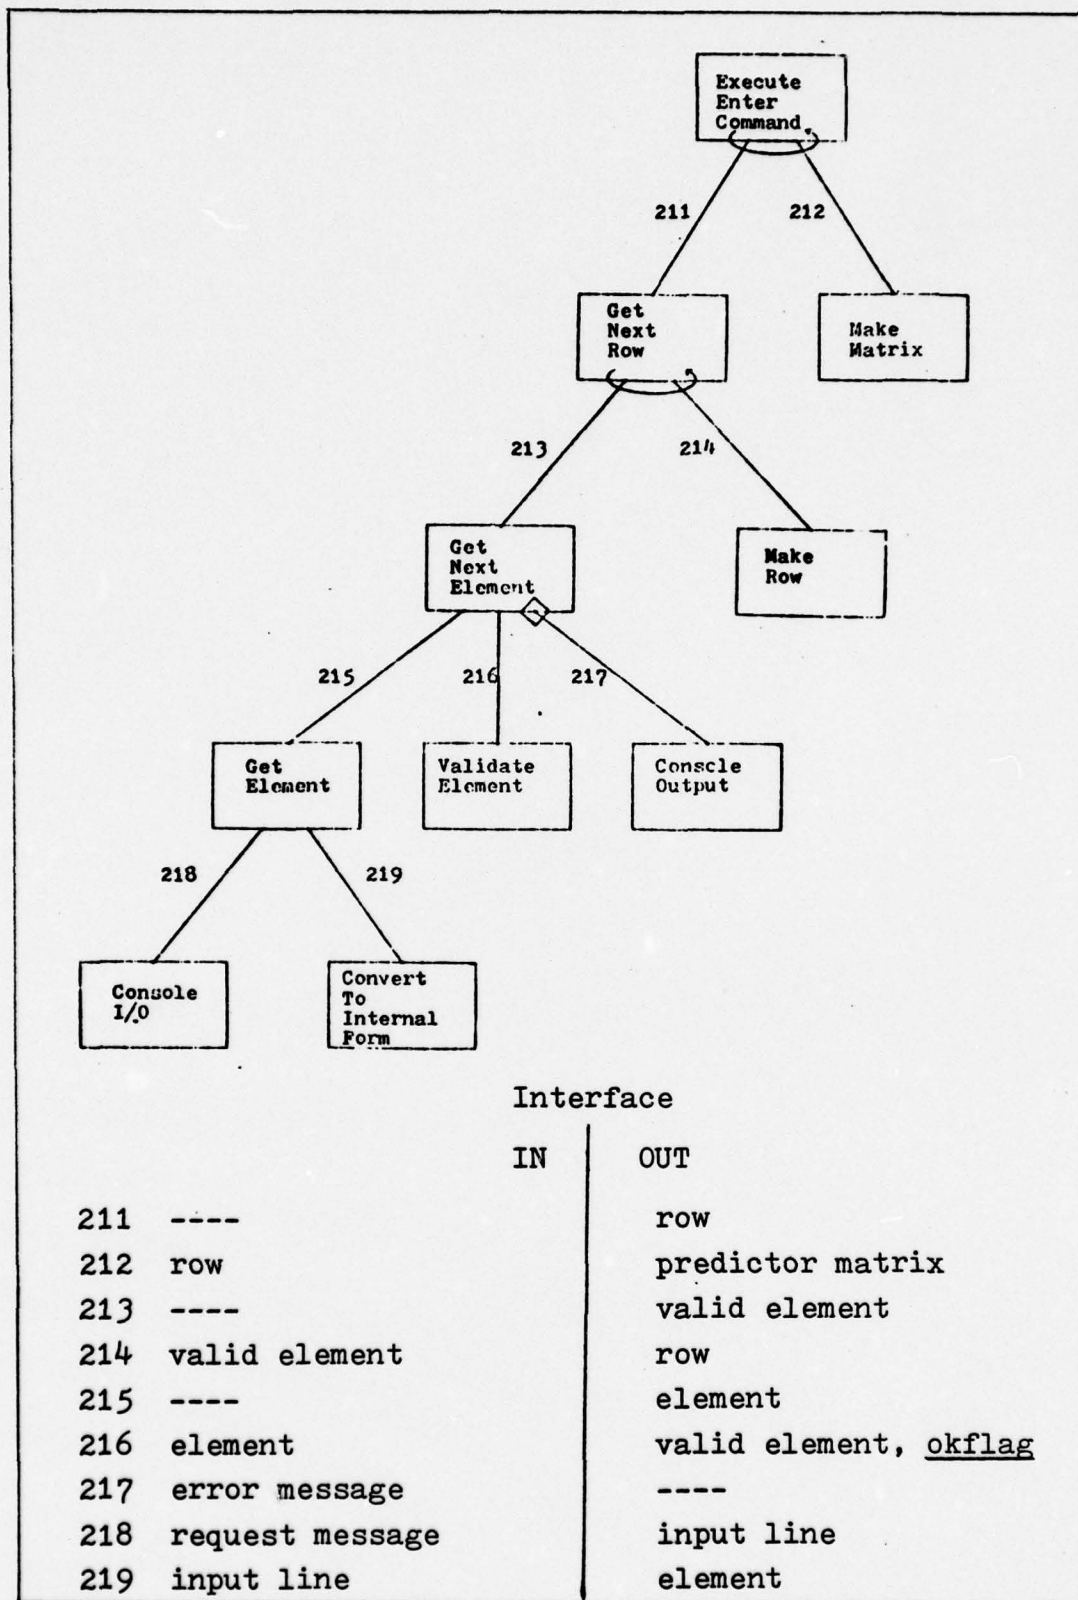 Execute
Enter
Command
211
212
Get
Next
Row
Make
Matrix
213
214
Get
Next
Element
Make
Row
215
216
217
Get
Element
Validate
Element
Console
Output
218
219
Console
I/O
Convert
To
Internal
Form
Interface
IN OUT
211 ---- row
212 row predictor matrix
213 ---- valid element
214 valid element row
215 ---- element
216 element valid element, okflag
217 error message ----
218 request message input line
219 input line element